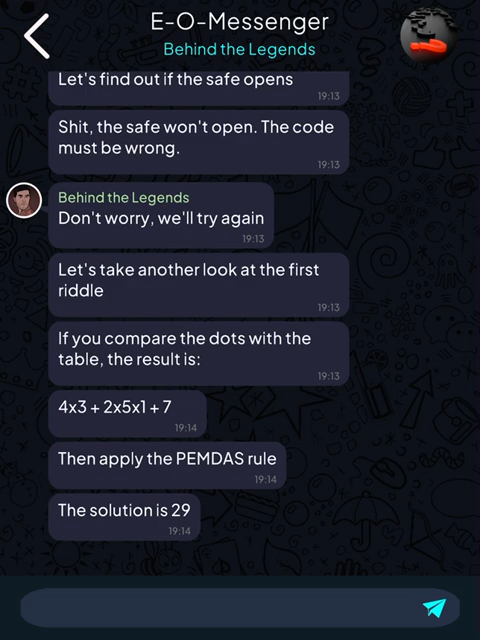 E-O-Messenger
Behind the Legends
Let's find out if the safe opens
19:13
Shit, the safe won't open. The code
must be wrong.
19:13
Behind the Legends
Don't worry, we'll try again
19:13
Let's take another look at the first
riddle
19:13
If you compare the dots with the
table, the result is:
19:13
4x3 + 2x5x1 + 7
19:14
Then apply the PEMDAS rule
19:14
The solution is 29
19:14